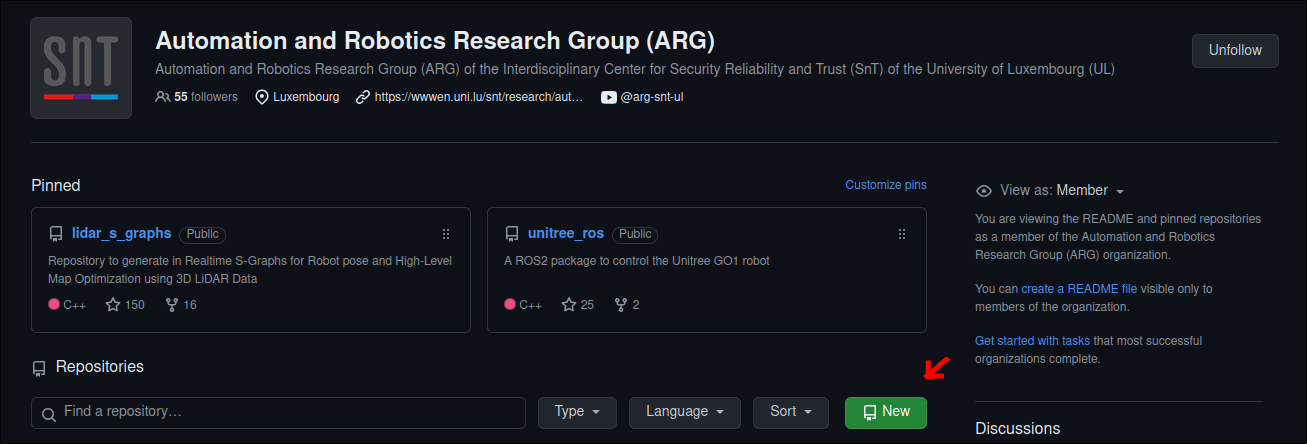 SnT
Automation and Robotics Research Group (ARG)
Unfollow
Automation and Robotics Research Group (ARG) of the Interdisciplinary Center for Security Reliability and Trust (SnT) of the University of Luxembourg (UL)
55 followers Luxembourg https://wwwen.uni.lu/snt/research/aut… @arg-snt-ul
Pinned
Customize pins
lidar_s_graphs Public
Repository to generate in Realtime S-Graphs for Robot pose and High-Level
Map Optimization using 3D LiDAR Data
C++ 150 16
unitree_ros Public
A ROS2 package to control the Unitree GO1 robot
C++ 25 2
Repositories
Find a repository…
Type Language Sort New
View as: Member
You are viewing the README and pinned repositories
as a member of the Automation and Robotics
Research Group (ARG) organization.
You can create a README file visible only to
members of the organization.
Get started with tasks that most successful
organizations complete.
Discussions